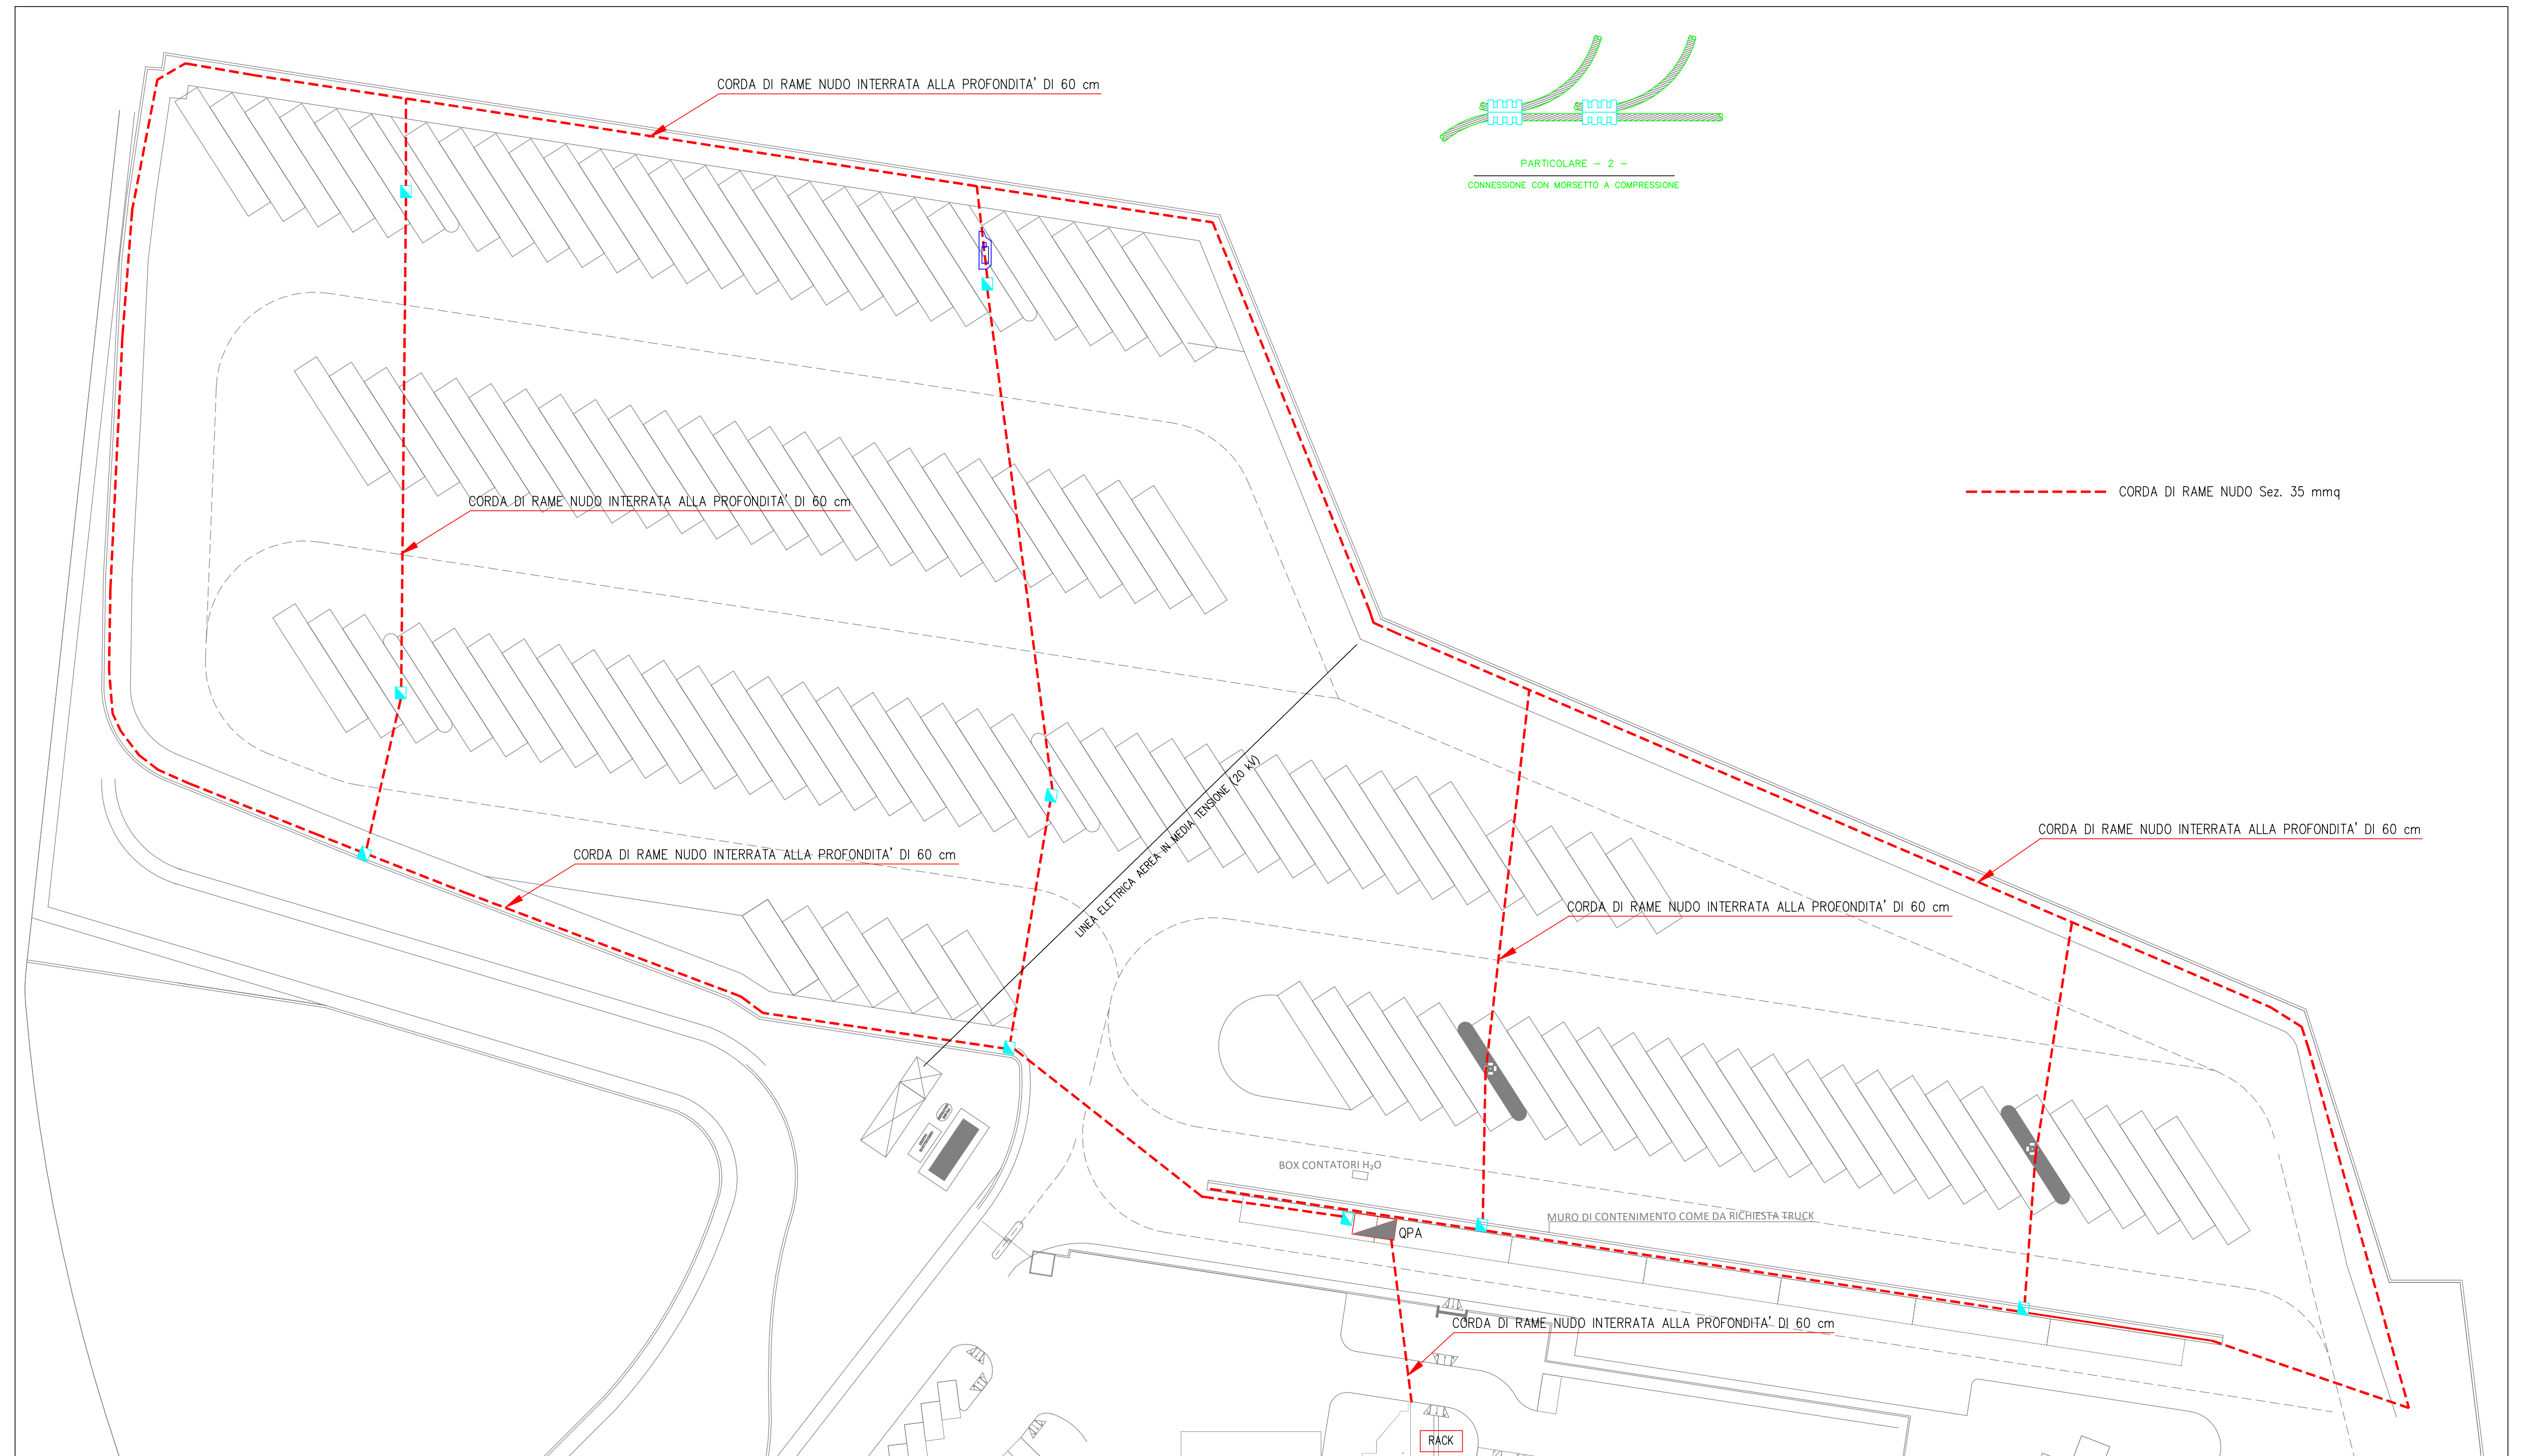 CORDA DI RAME NUDO INTERRATA ALLA PROFONDITA' DI 60 cm
PARTICOLARE - 2 -
CONNESSIONE CON MORSETTO A COMPRESSIONE
CORDA DI RAME NUDO INTERRATA ALLA PROFONDITA' DI 60 cm
CORDA DI RAME NUDO Sez. 35 mmq
LINEA ELETTRICA AEREA IN MEDIA TENSIONE (20 kV)
CORDA DI RAME NUDO INTERRATA ALLA PROFONDITA' DI 60 cm
CORDA DI RAME NUDO INTERRATA ALLA PROFONDITA' DI 60 cm
CORDA DI RAME NUDO INTERRATA ALLA PROFONDITA' DI 60 cm
BOX CONTATORI H₂O
MURO DI CONTENIMENTO COME DA RICHIESTA TRUCK
QPA
CORDA DI RAME NUDO INTERRATA ALLA PROFONDITA' DI 60 cm
RACK